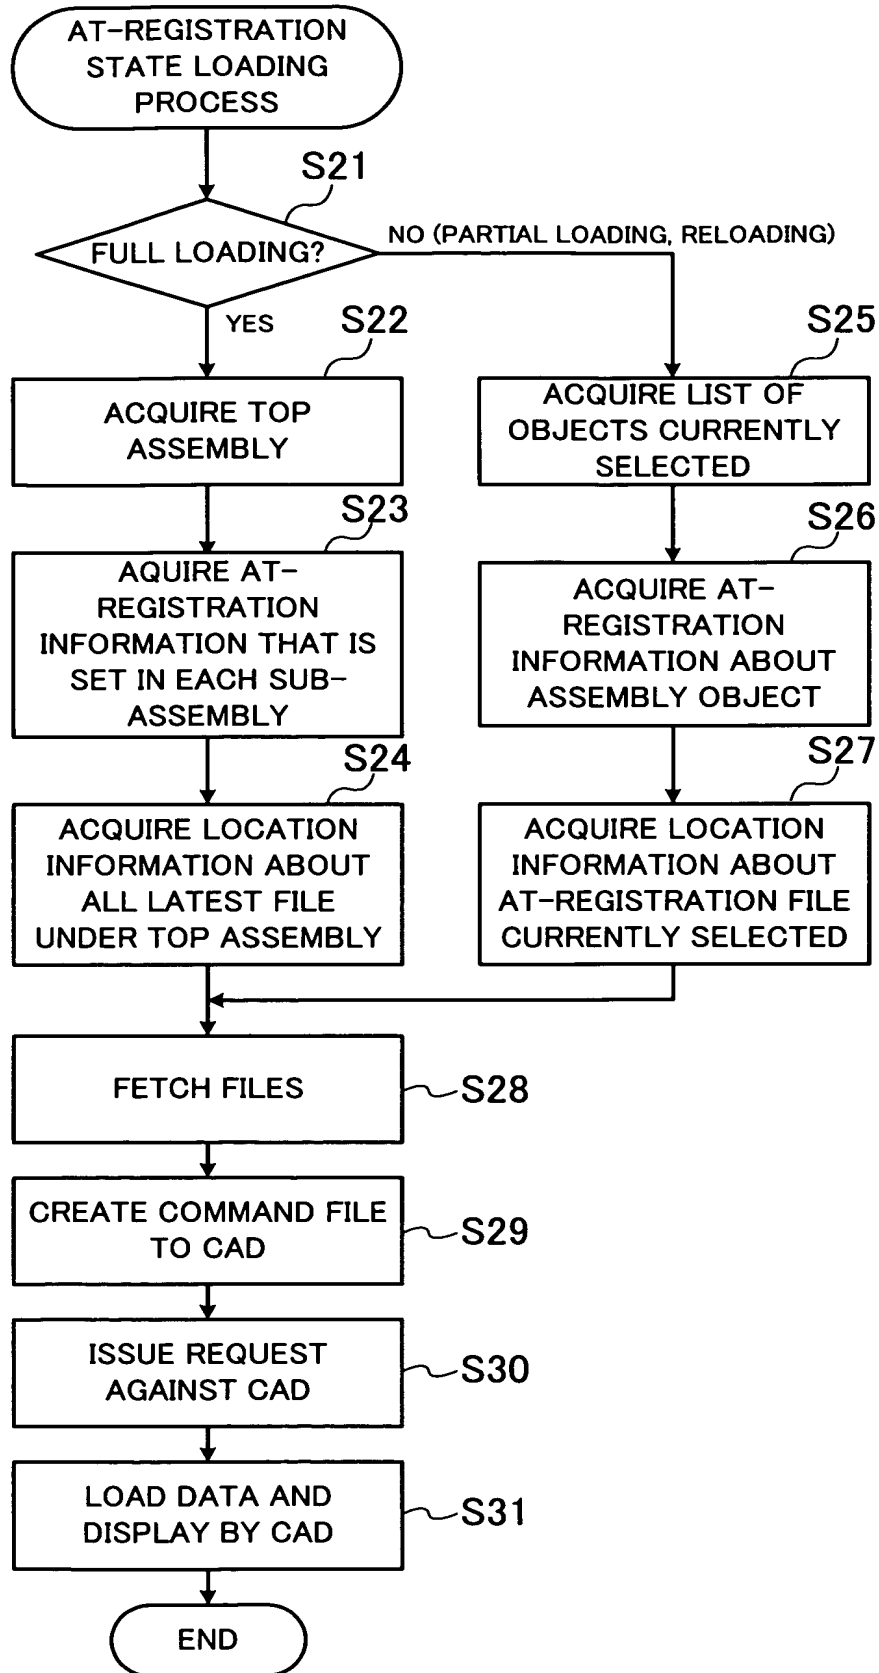 AT-REGISTRATION
STATE LOADING
PROCESS
S21
FULL LOADING?
NO (PARTIAL LOADING, RELOADING)
YES
S22
ACQUIRE TOP
ASSEMBLY
S23
AQUIRE AT-
REGISTRATION
INFORMATION THAT IS
SET IN EACH SUB-
ASSEMBLY
S24
ACQUIRE LOCATION
INFORMATION ABOUT
ALL LATEST FILE
UNDER TOP ASSEMBLY
S25
ACQUIRE LIST OF
OBJECTS CURRENTLY
SELECTED
S26
ACQUIRE AT-
REGISTRATION
INFORMATION ABOUT
ASSEMBLY OBJECT
S27
ACQUIRE LOCATION
INFORMATION ABOUT
AT-REGISTRATION FILE
CURRENTLY SELECTED
FETCH FILES
S28
CREATE COMMAND FILE
TO CAD
S29
ISSUE REQUEST
AGAINST CAD
S30
LOAD DATA AND
DISPLAY BY CAD
S31
END